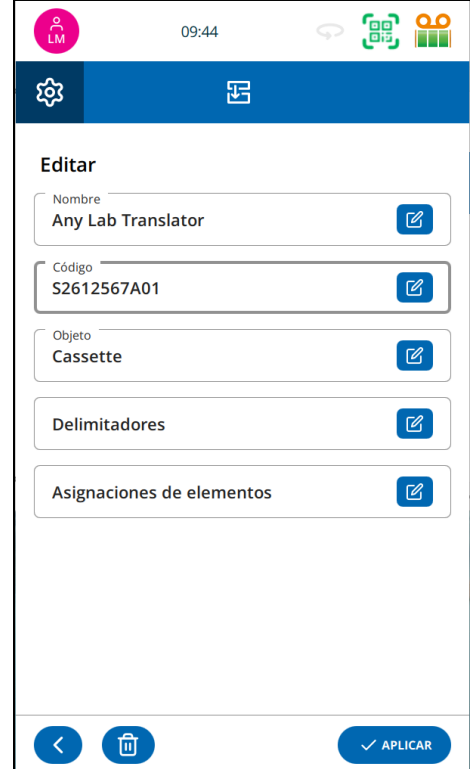 09:44
LM
Editar
Nombre
Any Lab Translator
Código
S2612567A01
Objeto
Cassette
Delimitadores
Asignaciones de elementos
APLICAR